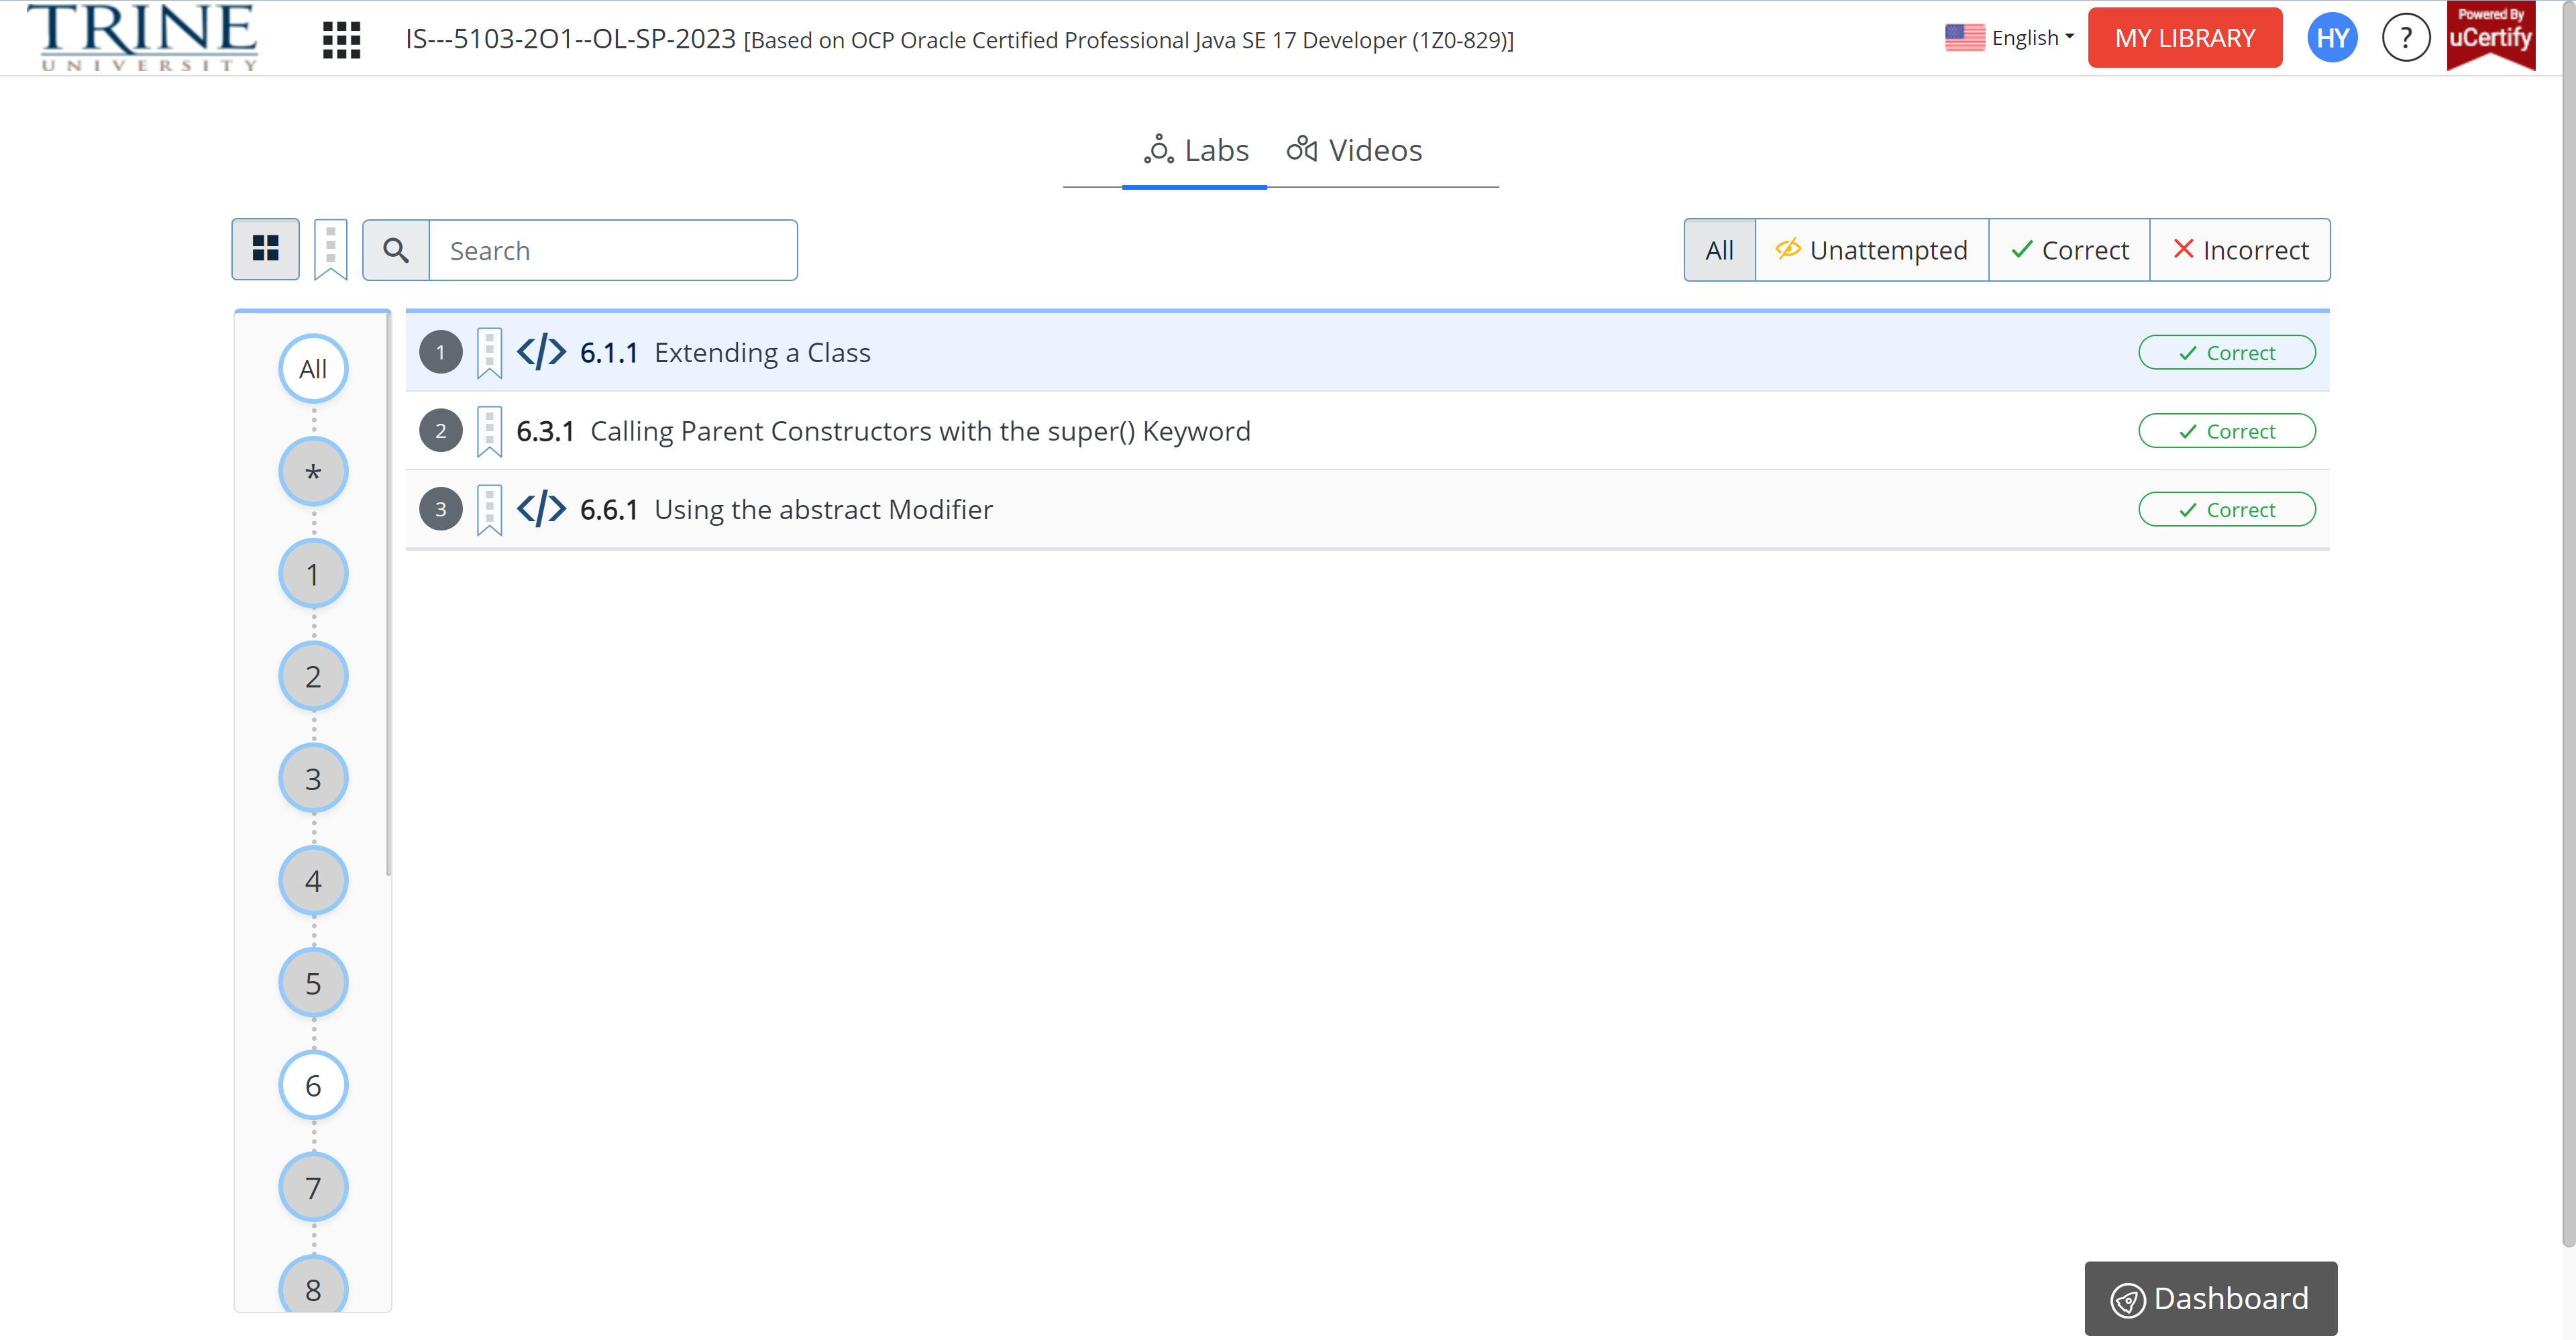 TRINE
UNIVERSITY
IS---5103-2O1--OL-SP-2023 [Based on OCP Oracle Certified Professional Java SE 17 Developer (1Z0-829)]
English
MY LIBRARY
HY
?
Powered By
uCertify
Labs
Videos
Search
All
Unattempted
Correct
Incorrect
All
*
1
2
3
4
5
6
7
8
1 </> 6.1.1 Extending a Class Correct
2 6.3.1 Calling Parent Constructors with the super() Keyword Correct
3 </> 6.6.1 Using the abstract Modifier Correct
Dashboard